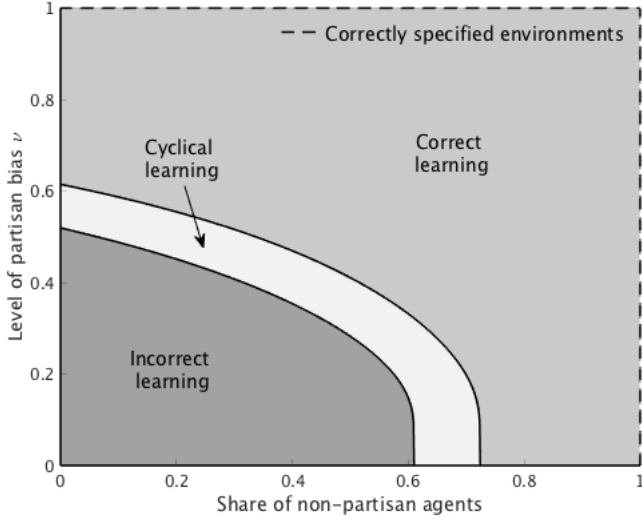 1
Correctly specified environments
0.8
Correct
learning
Cyclical
learning
0.6
Level of partisan bias ν
0.4
Incorrect
learning
0.2
0
0
0.2
0.4
0.6
0.8
1
Share of non-partisan agents